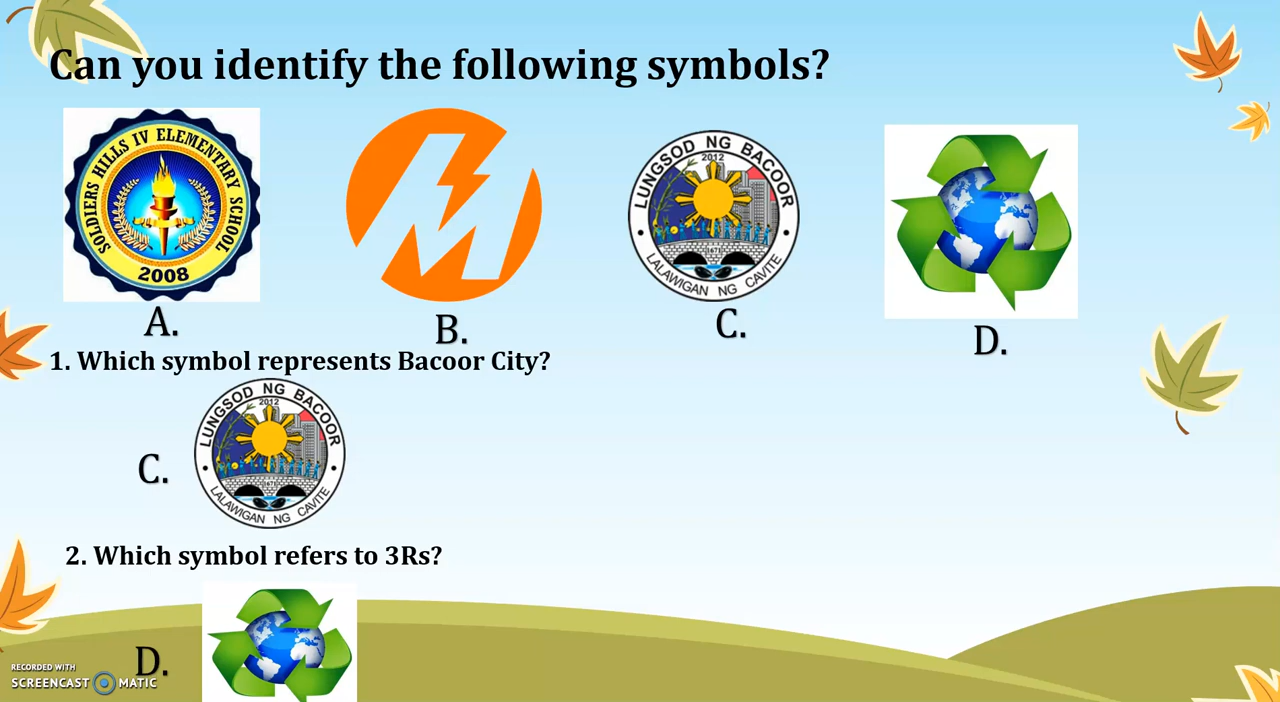 Can you identify the following symbols?
SOLDIERS HILLS IV ELEMENTARY SCHOOL
2008
LUNGSOD NG BACOOR
2012
1671
LALAWIGAN NG CAVITE
A.
B.
C.
D.
1. Which symbol represents Bacoor City?
C.
LUNGSOD NG BACOOR
2012
LALAWIGAN NG CAVITE
2. Which symbol refers to 3Rs?
D.
RECORDED WITH
SCREENCAST MATIC